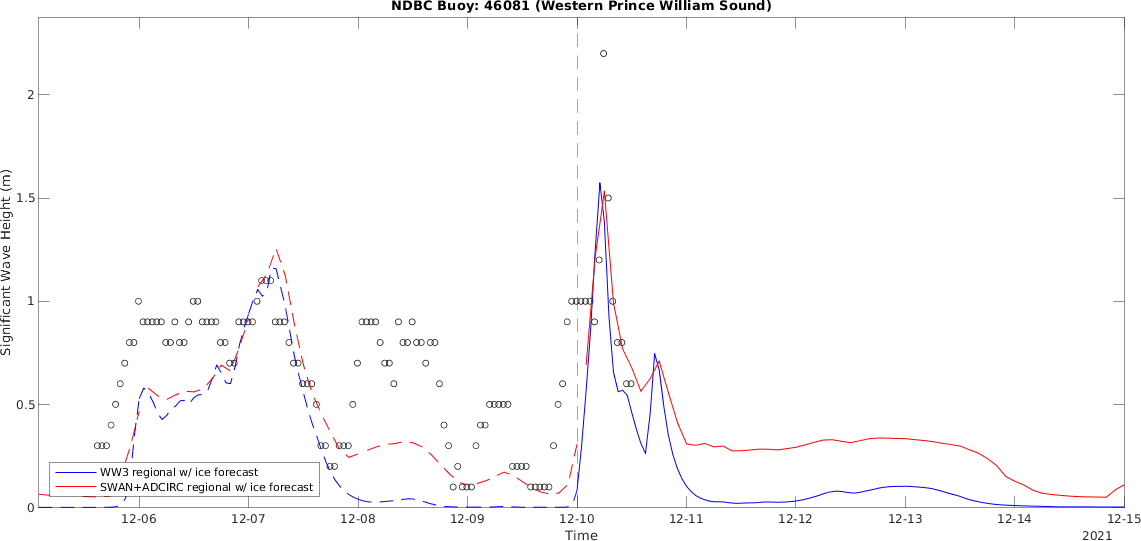 NDBC Buoy: 46081 (Western Prince William Sound)
Significant Wave Height (m)
2
1.5
1
0.5
0
WW3 regional w/ ice forecast
SWAN+ADCIRC regional w/ ice forecast
12-06 12-07 12-08 12-09 12-10 12-11 12-12 12-13 12-14 12-15
Time
2021